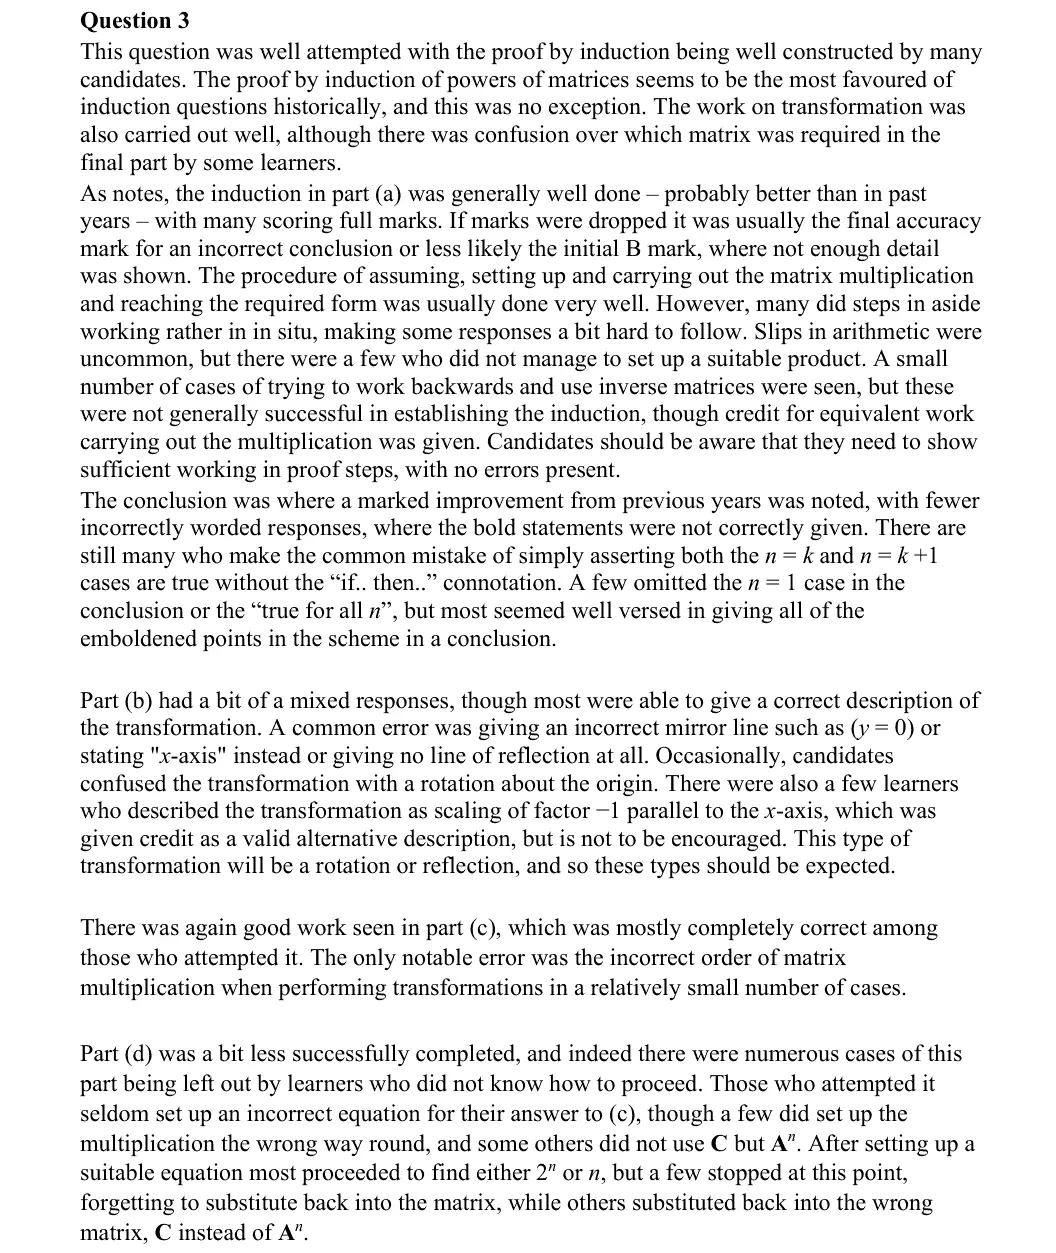 Question 3
This question was well attempted with the proof by induction being well constructed by many
candidates. The proof by induction of powers of matrices seems to be the most favoured of
induction questions historically, and this was no exception. The work on transformation was
also carried out well, although there was confusion over which matrix was required in the
final part by some learners.
As notes, the induction in part (a) was generally well done – probably better than in past
years – with many scoring full marks. If marks were dropped it was usually the final accuracy
mark for an incorrect conclusion or less likely the initial B mark, where not enough detail
was shown. The procedure of assuming, setting up and carrying out the matrix multiplication
and reaching the required form was usually done very well. However, many did steps in aside
working rather in in situ, making some responses a bit hard to follow. Slips in arithmetic were
uncommon, but there were a few who did not manage to set up a suitable product. A small
number of cases of trying to work backwards and use inverse matrices were seen, but these
were not generally successful in establishing the induction, though credit for equivalent work
carrying out the multiplication was given. Candidates should be aware that they need to show
sufficient working in proof steps, with no errors present.
The conclusion was where a marked improvement from previous years was noted, with fewer
incorrectly worded responses, where the bold statements were not correctly given. There are
still many who make the common mistake of simply asserting both the n = k and n = k +1
cases are true without the “if.. then..” connotation. A few omitted the n = 1 case in the
conclusion or the “true for all n”, but most seemed well versed in giving all of the
emboldened points in the scheme in a conclusion.
Part (b) had a bit of a mixed responses, though most were able to give a correct description of
the transformation. A common error was giving an incorrect mirror line such as (y = 0) or
stating "x-axis" instead or giving no line of reflection at all. Occasionally, candidates
confused the transformation with a rotation about the origin. There were also a few learners
who described the transformation as scaling of factor −1 parallel to the x-axis, which was
given credit as a valid alternative description, but is not to be encouraged. This type of
transformation will be a rotation or reflection, and so these types should be expected.
There was again good work seen in part (c), which was mostly completely correct among
those who attempted it. The only notable error was the incorrect order of matrix
multiplication when performing transformations in a relatively small number of cases.
Part (d) was a bit less successfully completed, and indeed there were numerous cases of this
part being left out by learners who did not know how to proceed. Those who attempted it
seldom set up an incorrect equation for their answer to (c), though a few did set up the
multiplication the wrong way round, and some others did not use C but Aⁿ. After setting up a
suitable equation most proceeded to find either 2ⁿ or n, but a few stopped at this point,
forgetting to substitute back into the matrix, while others substituted back into the wrong
matrix, C instead of Aⁿ.